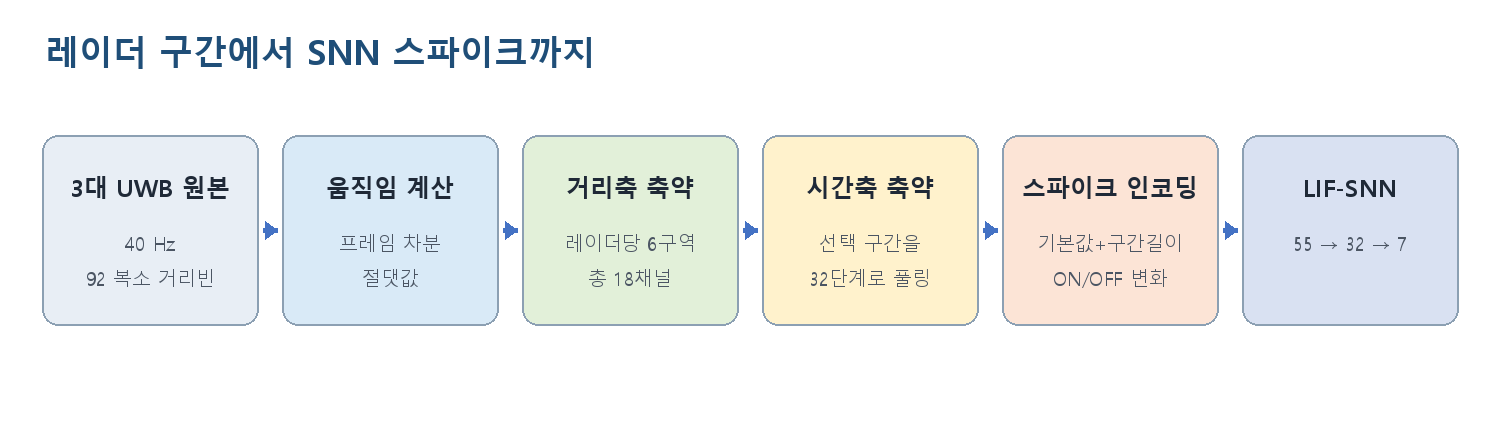 레이더 구간에서 SNN 스파이크까지
3대 UWB 원본
40 Hz
92 복소 거리빈
움직임 계산
프레임 차분
절댓값
거리축 축약
레이더당 6구역
총 18채널
시간축 축약
선택 구간을
32단계로 풀링
스파이크 인코딩
기본값+구간길이
ON/OFF 변화
LIF-SNN
55 → 32 → 7